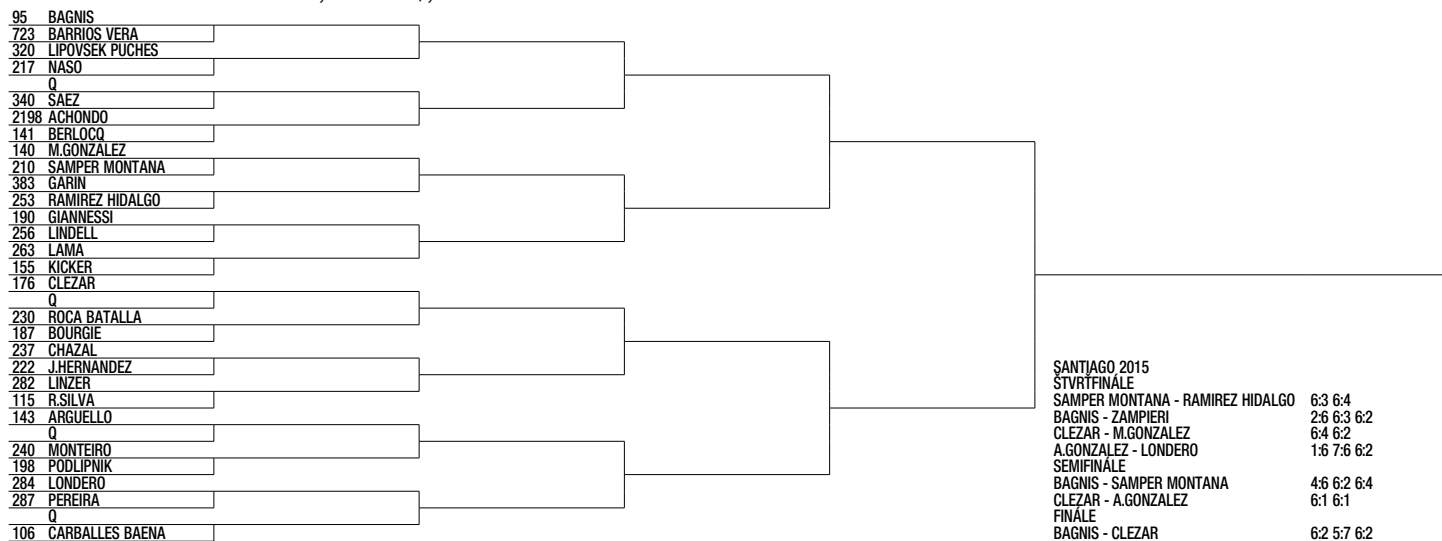 95 BAGNIS
723 BARRIOS VERA
320 LIPOVSEK PUCHES
217 NASO
Q
340 SAEZ
2198 ACHONDO
141 BERLOCQ
140 M.GONZÁLEZ
210 SAMPER MONTANA
383 GARIN
253 RAMIREZ HIDALGO
190 GIANNESSI
256 LINDELL
263 LAMA
155 KICKER
176 CLEZAR
Q
230 ROCA BATALLA
187 BOURGIE
237 CHAZAL
222 J.HERNANDEZ
282 LINZER
115 R.SILVA
143 ARGUELLO
Q
240 MONTEIRO
198 PODLIPNIK
284 LONDERO
287 PEREIRA
Q
106 CARBALLES BAENA
SANTIAGO 2015
ŠTVRŤFINÁLE
SAMPER MONTANA - RAMIREZ HIDALGO 6:3 6:4
BAGNIS - ZAMPIERI 2:6 6:3 6:2
CLEZAR - M.GONZALEZ 6:4 6:2
A.GONZALEZ - LONDERO 1:6 7:6 6:2
SEMIFINÁLE
BAGNIS - SAMPER MONTANA 4:6 6:2 6:4
CLEZAR - A.GONZALEZ 6:1 6:1
FINÁLE
BAGNIS - CLEZAR 6:2 5:7 6:2